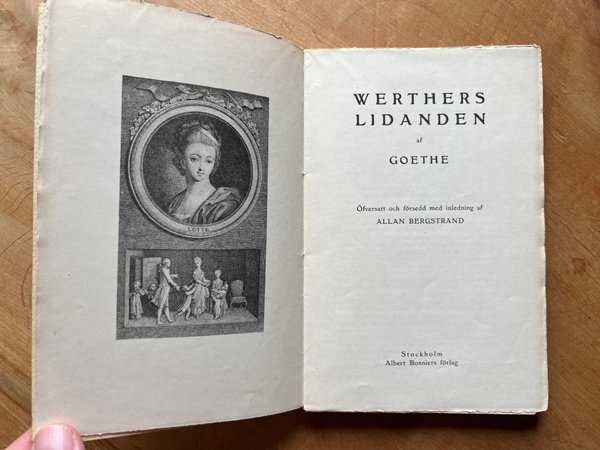 LOTTE
WERTHERS
LIDANDEN
af
GOETHE
Öfversatt och försedd med inledning af
ALLAN BERGSTRAND
Stockholm
Albert Bonniers förlag